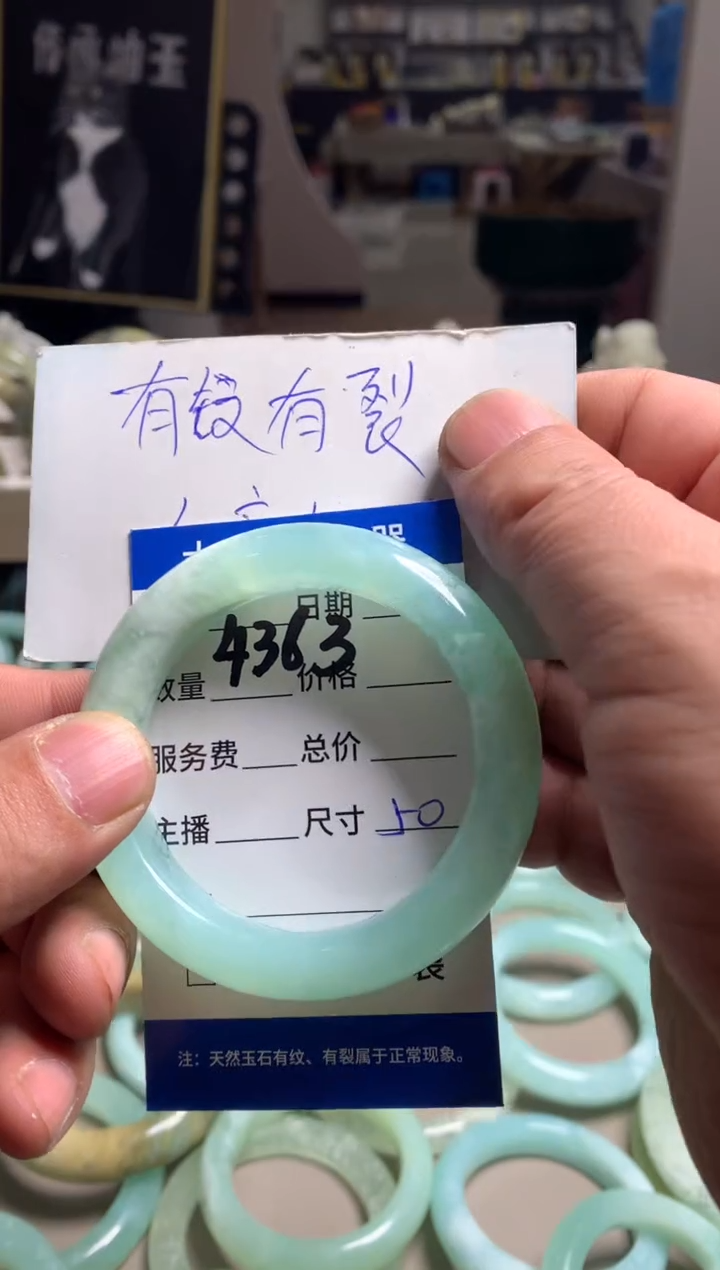 有纹有裂
日期
4363
数量 价格
服务费 总价
主播 尺寸 50
裂
注：天然玉石有纹、有裂属于正常现象。